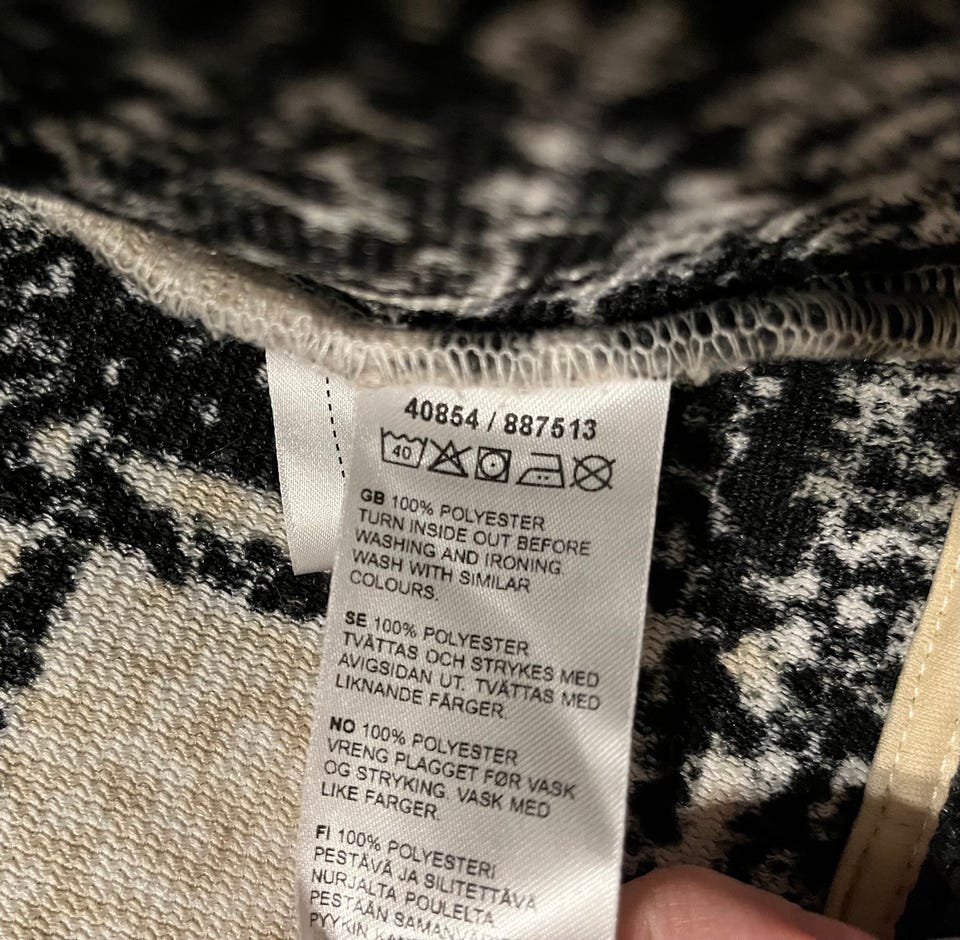 40854 / 887513
40
GB 100% POLYESTER
TURN INSIDE OUT BEFORE
WASHING AND IRONING.
WASH WITH SIMILAR
COLOURS.
SE 100% POLYESTER
TVÄTTAS OCH STRYKES MED
AVIGSIDAN UT. TVÄTTAS MED
LIKNANDE FÄRGER.
NO 100% POLYESTER
VRENG PLAGGET FØR VASK
OG STRYKING. VASK MED
LIKE FARGER.
FI 100% POLYESTERI
PESTÄVÄ JA SILITETTÄVÄ
NURJALTA PUOLELTA
PESTÄÄN
PYYKIN